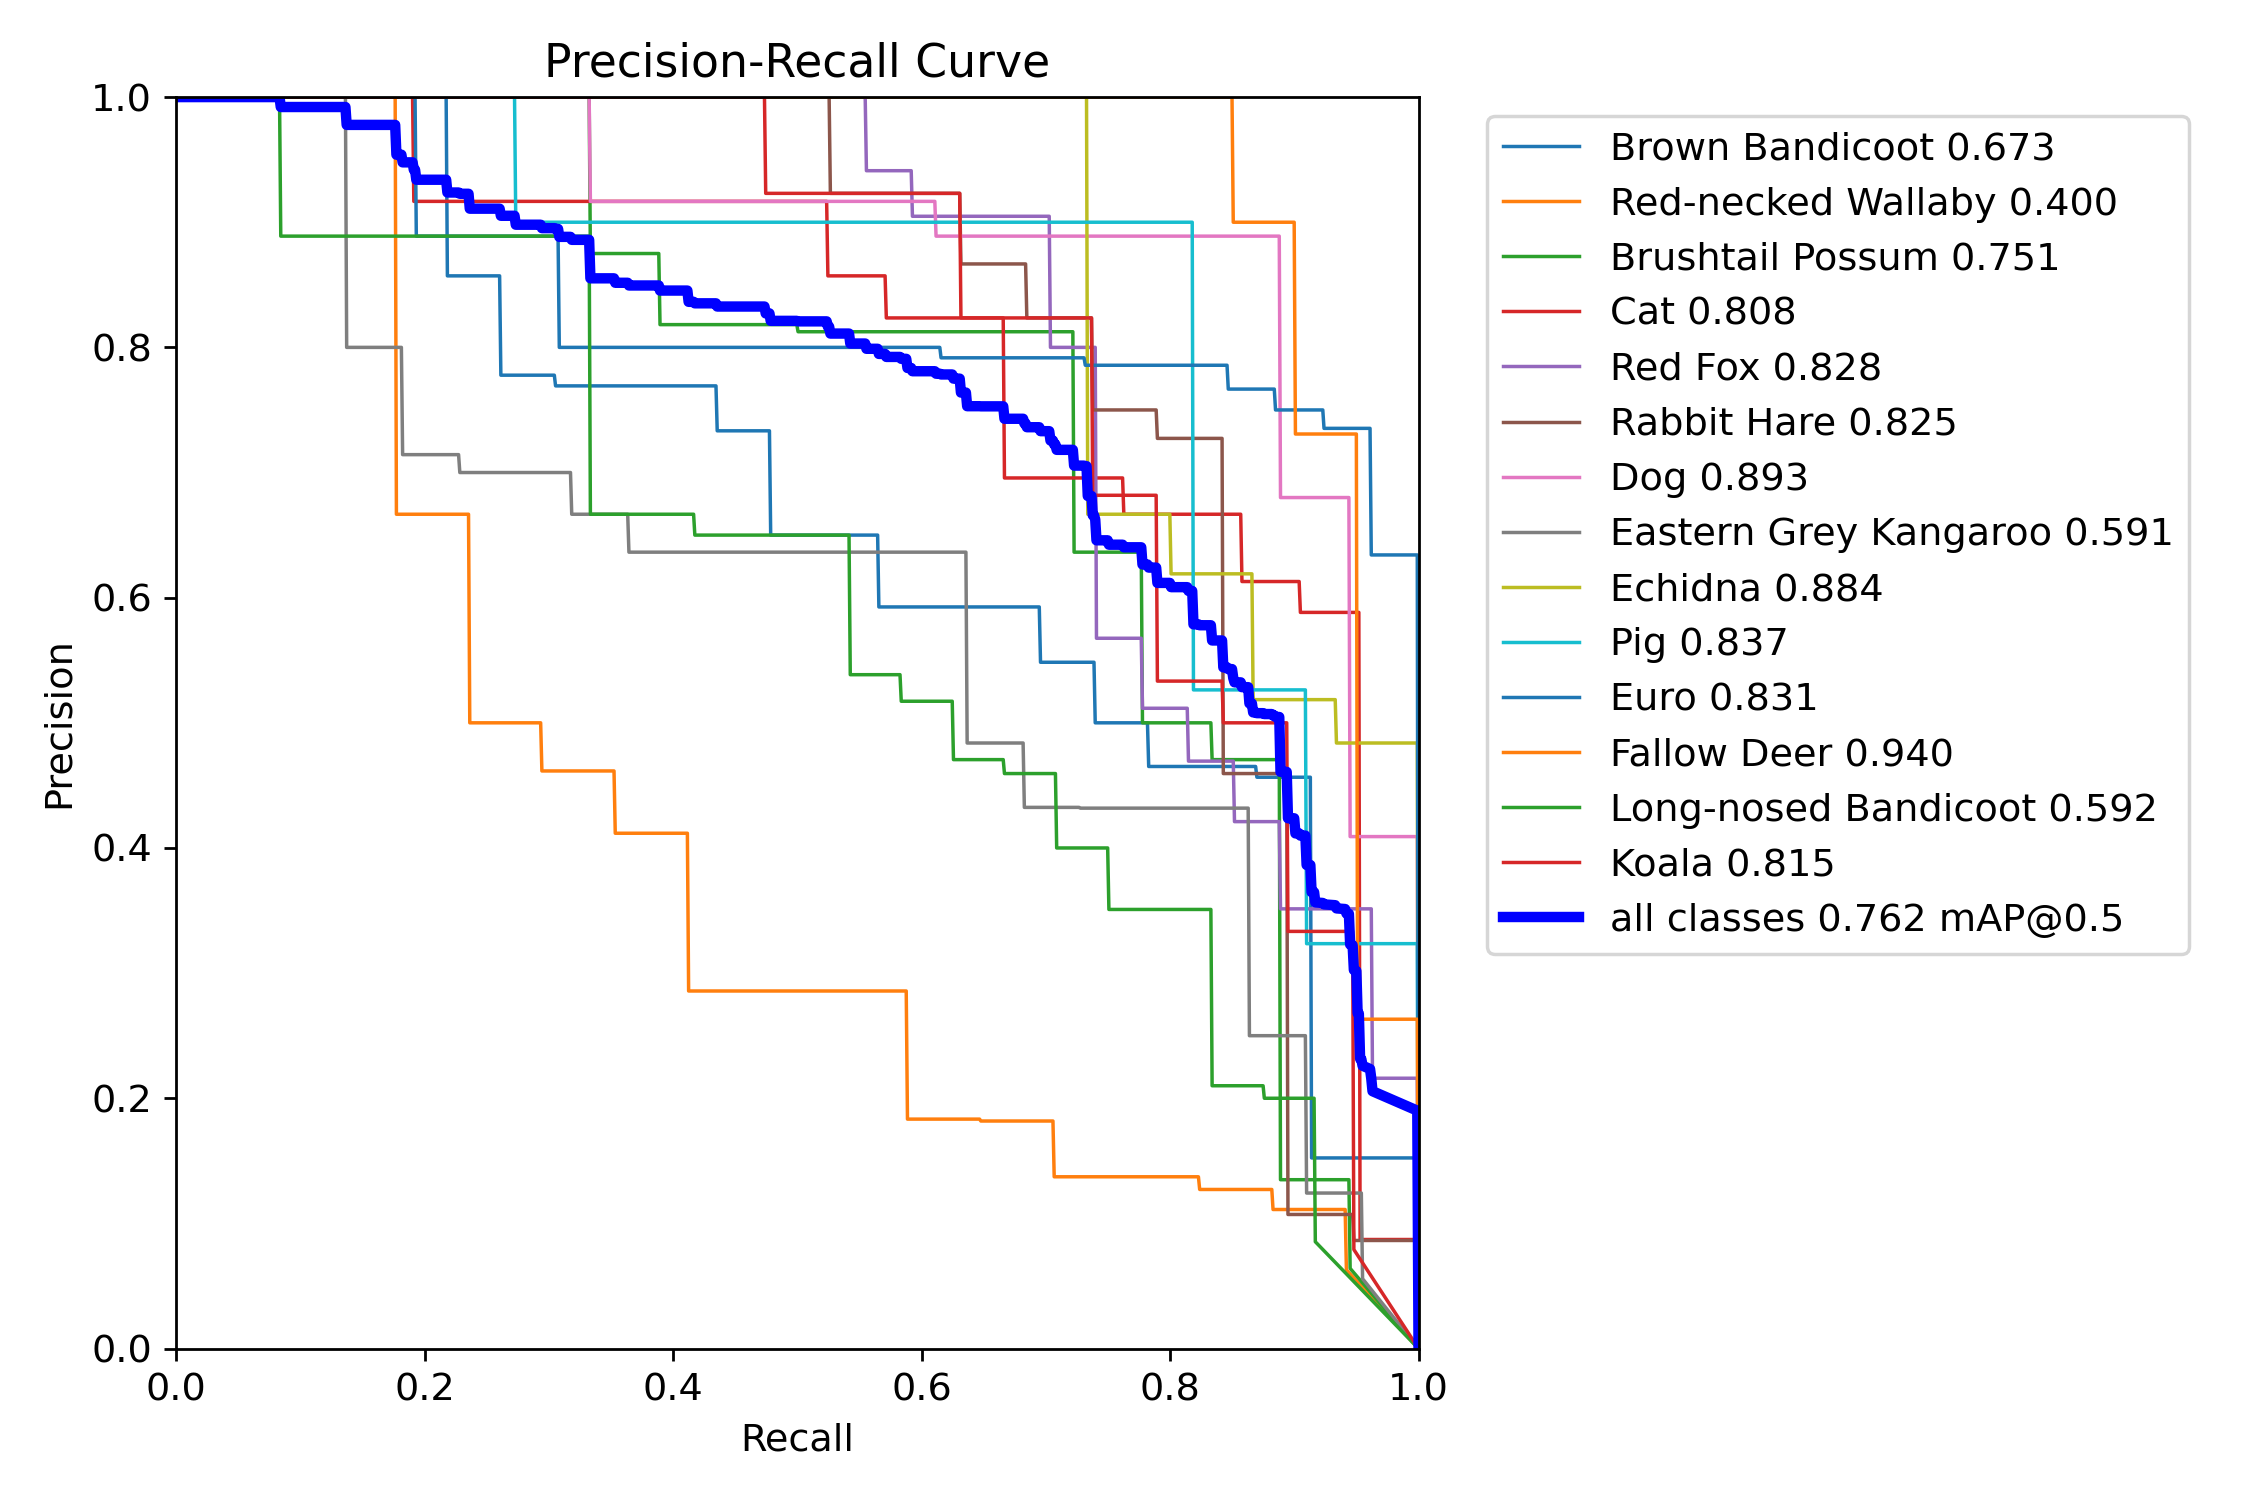 Precision-Recall Curve
1.0
0.8
0.6
0.4
0.2
0.0
Precision
0.0 0.2 0.4 0.6 0.8 1.0
Recall
Brown Bandicoot 0.673
Red-necked Wallaby 0.400
Brushtail Possum 0.751
Cat 0.808
Red Fox 0.828
Rabbit Hare 0.825
Dog 0.893
Eastern Grey Kangaroo 0.591
Echidna 0.884
Pig 0.837
Euro 0.831
Fallow Deer 0.940
Long-nosed Bandicoot 0.592
Koala 0.815
all classes 0.762 mAP@0.5